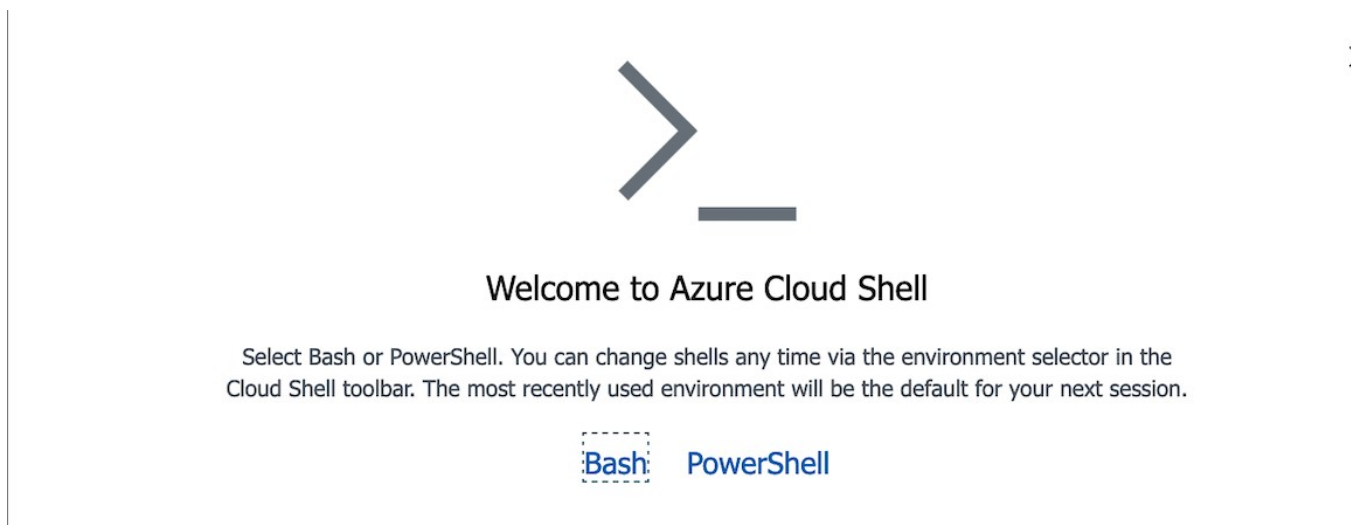 Welcome to Azure Cloud Shell
Select Bash or PowerShell. You can change shells any time via the environment selector in the
Cloud Shell toolbar. The most recently used environment will be the default for your next session.
Bash PowerShell